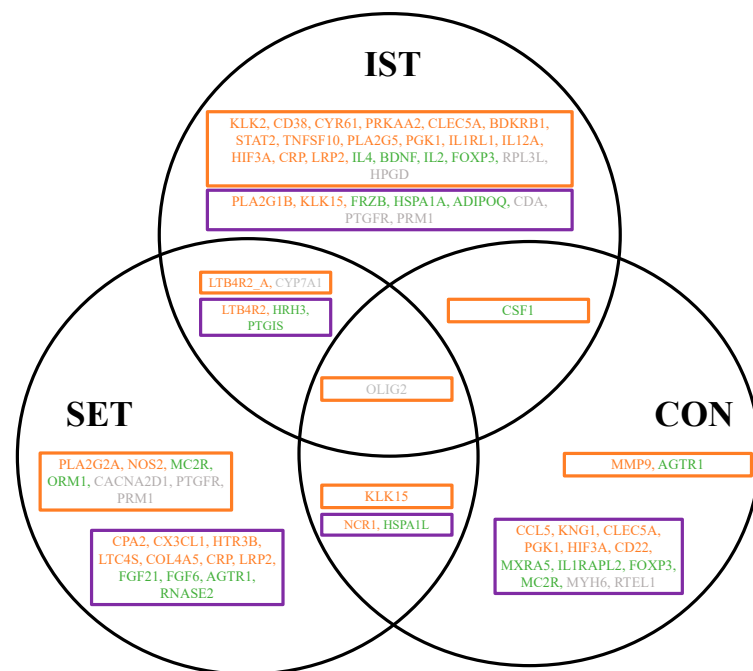 IST
KLK2, CD38, CYR61, PRKAA2, CLEC5A, BDKRB1,
STAT2, TNFSF10, PLA2G5, PGK1, IL1RL1, IL12A,
HIF3A, CRP, LRP2, IL4, BDNF, IL2, FOXP3, RPL3L,
HPGD
PLA2G1B, KLK15, FRZB, HSPA1A, ADIPOQ, CDA,
PTGFR, PRM1
LTB4R2_A, CYP7A1
LTB4R2, HRH3,
PTGIS
CSF1
OLIG2
SET
CON
PLA2G2A, NOS2, MC2R,
ORM1, CACNA2D1, PTGFR,
PRM1
MMP9, AGTR1
KLK15
NCR1, HSPA1L
CPA2, CX3CL1, HTR3B,
LTC4S, COL4A5, CRP, LRP2,
FGF21, FGF6, AGTR1,
RNASE2
CCL5, KNG1, CLEC5A,
PGK1, HIF3A, CD22,
MXRA5, IL1RAPL2, FOXP3,
MC2R, MYH6, RTEL1